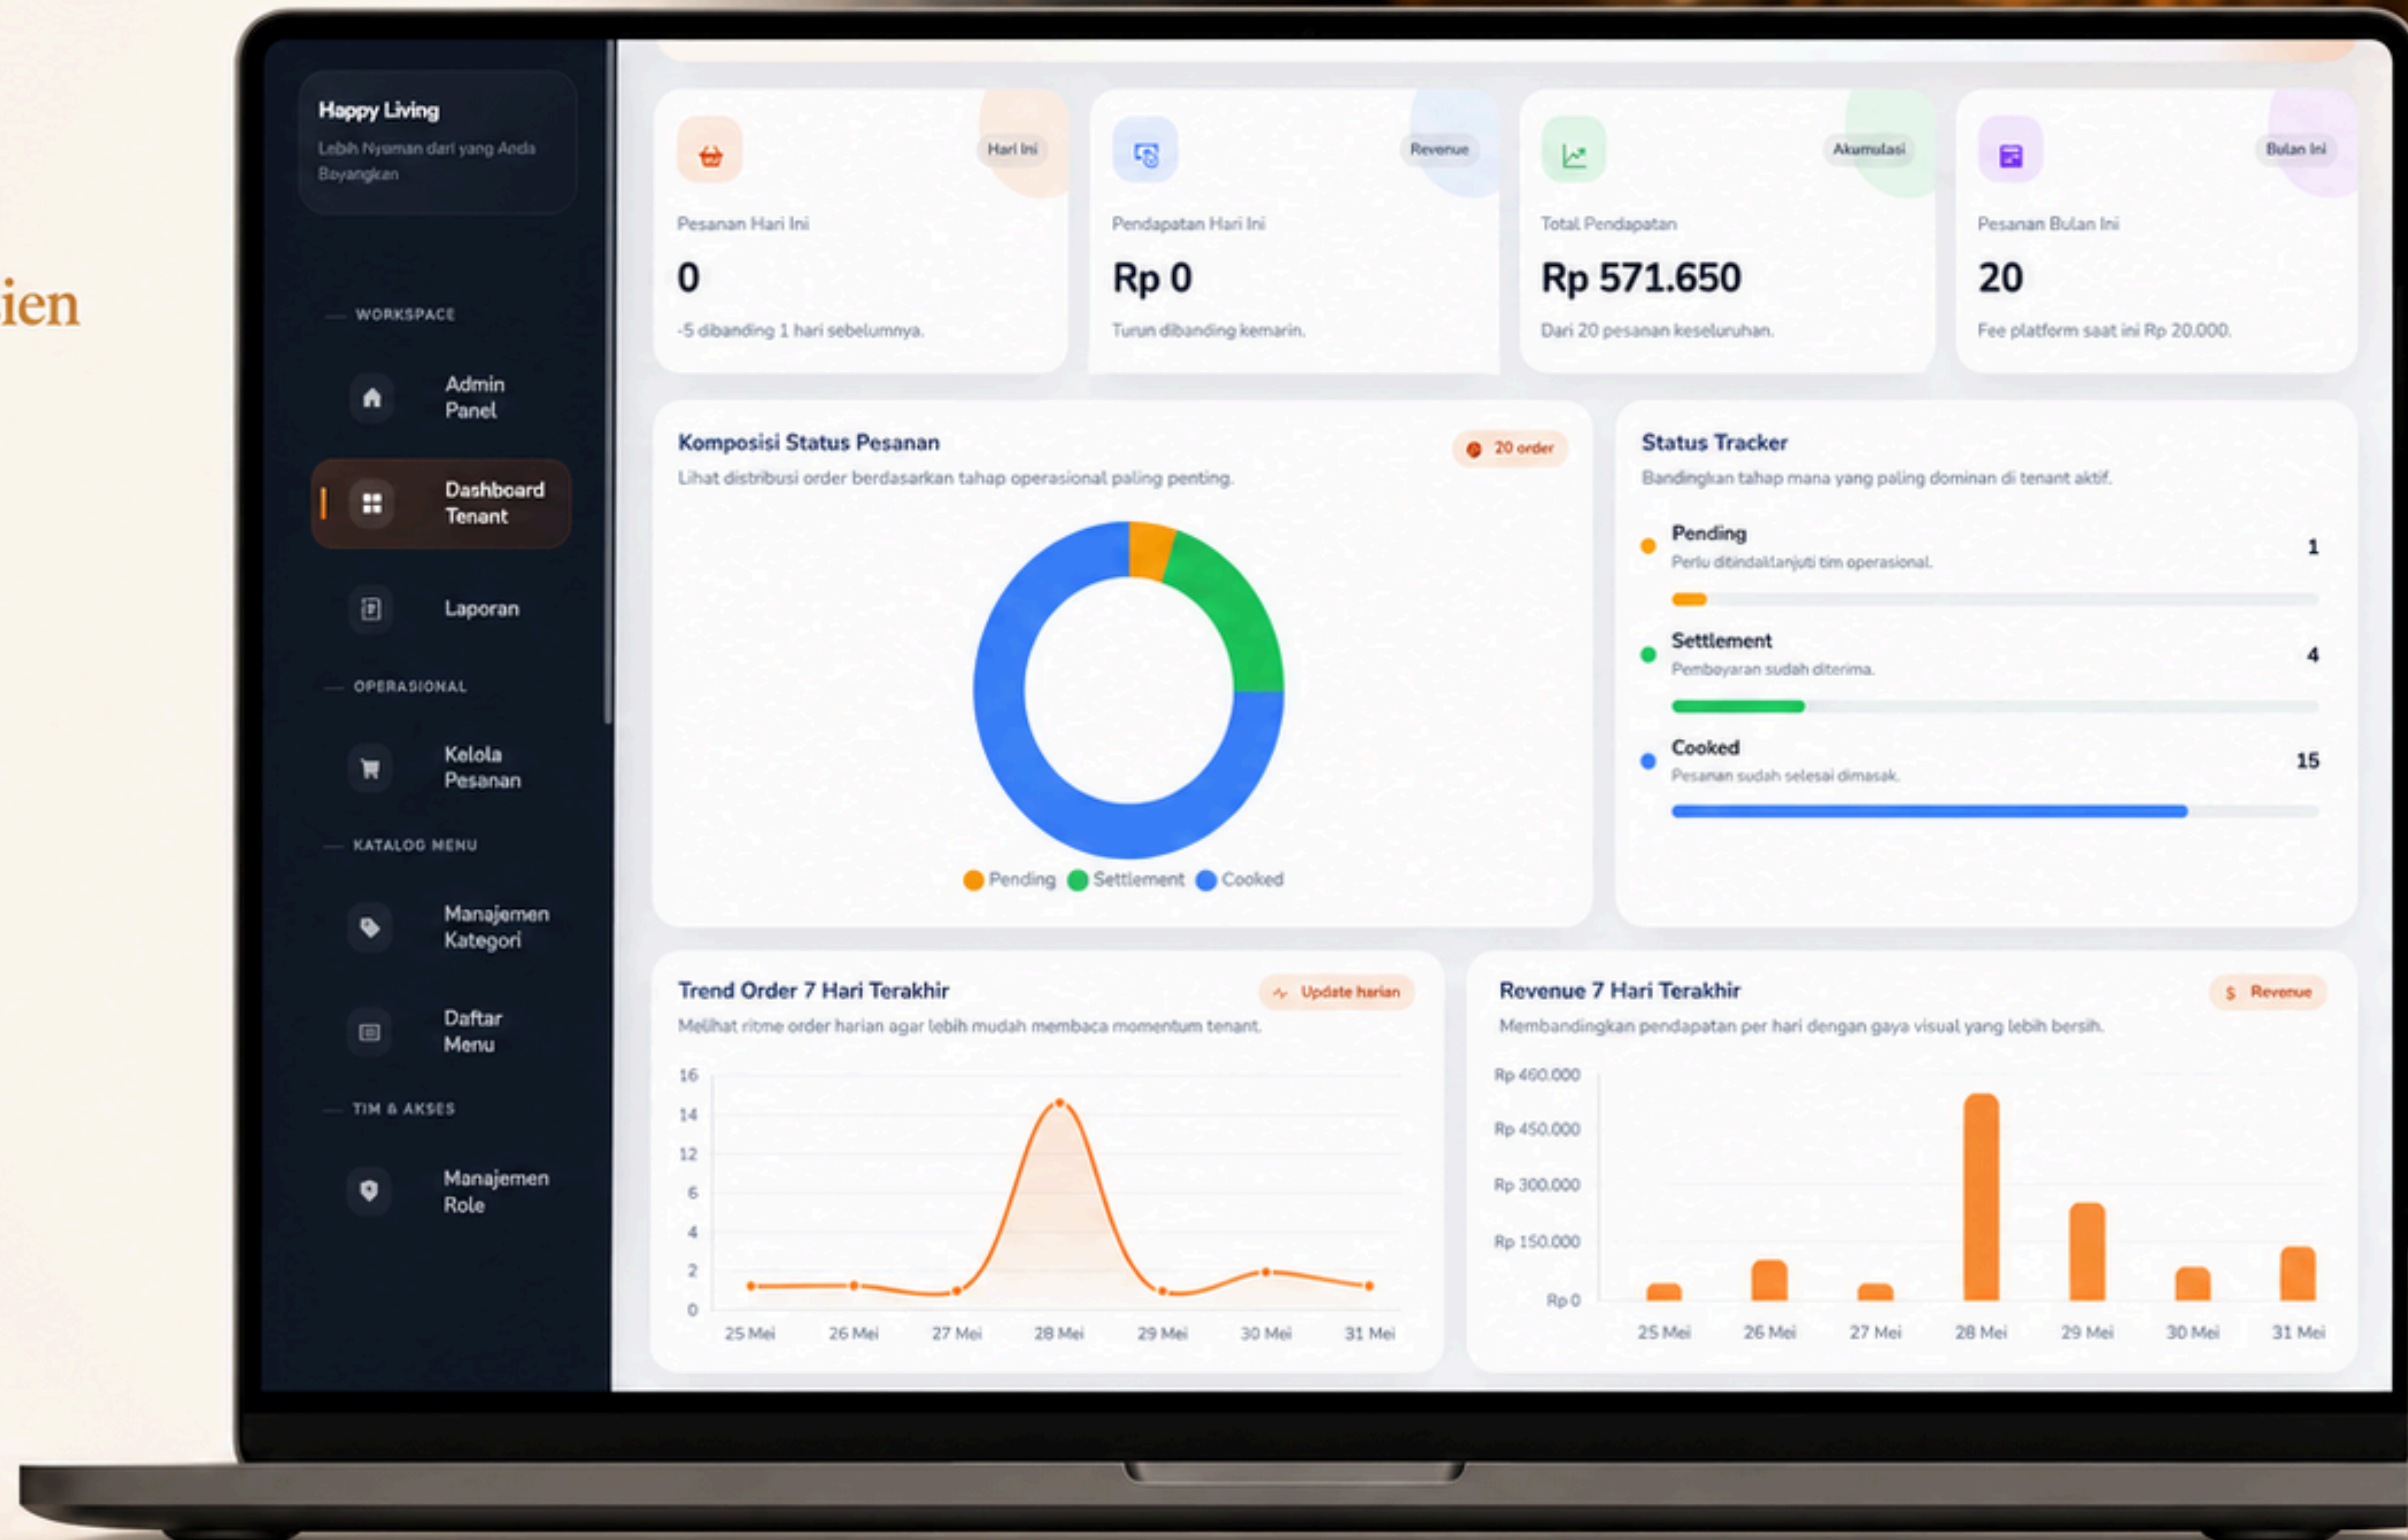 ien
Happy Living
Lebih Nyaman dari yang Anda
Bayangkan
WORKSPACE
Admin
Panel
Dashboard
Tenant
Laporan
OPERASIONAL
Kelola
Pesanan
KATALOG MENU
Manajemen
Kategori
Daftar
Menu
TIM & AKSES
Manajemen
Role
Hari Ini
Pesanan Hari Ini
0
-5 dibanding 1 hari sebelumnya.
Revenue
Pendapatan Hari Ini
Rp 0
Turun dibanding kemarin.
Akumulasi
Total Pendapatan
Rp 571.650
Dari 20 pesanan keseluruhan.
Bulan Ini
Pesanan Bulan Ini
20
Fee platform saat ini Rp 20.000.
Komposisi Status Pesanan
20 order
Lihat distribusi order berdasarkan tahap operasional paling penting.
Pending Settlement Cooked
Status Tracker
Bandingkan tahap mana yang paling dominan di tenant aktif.
Pending
1
Perlu ditindaklanjuti tim operasional.
Settlement
4
Pembayaran sudah diterima.
Cooked
15
Pesanan sudah selesai dimasak.
Trend Order 7 Hari Terakhir
Update harian
Melihat ritme order harian agar lebih mudah membaca momentum tenant.
16
14
12
6
4
2
0
25 Mei 26 Mei 27 Mei 28 Mei 29 Mei 30 Mei 31 Mei
Revenue 7 Hari Terakhir
$ Revenue
Membandingkan pendapatan per hari dengan gaya visual yang lebih bersih.
Rp 460.000
Rp 450.000
Rp 300.000
Rp 150.000
Rp 0
25 Mei 26 Mei 27 Mei 28 Mei 29 Mei 30 Mei 31 Mei